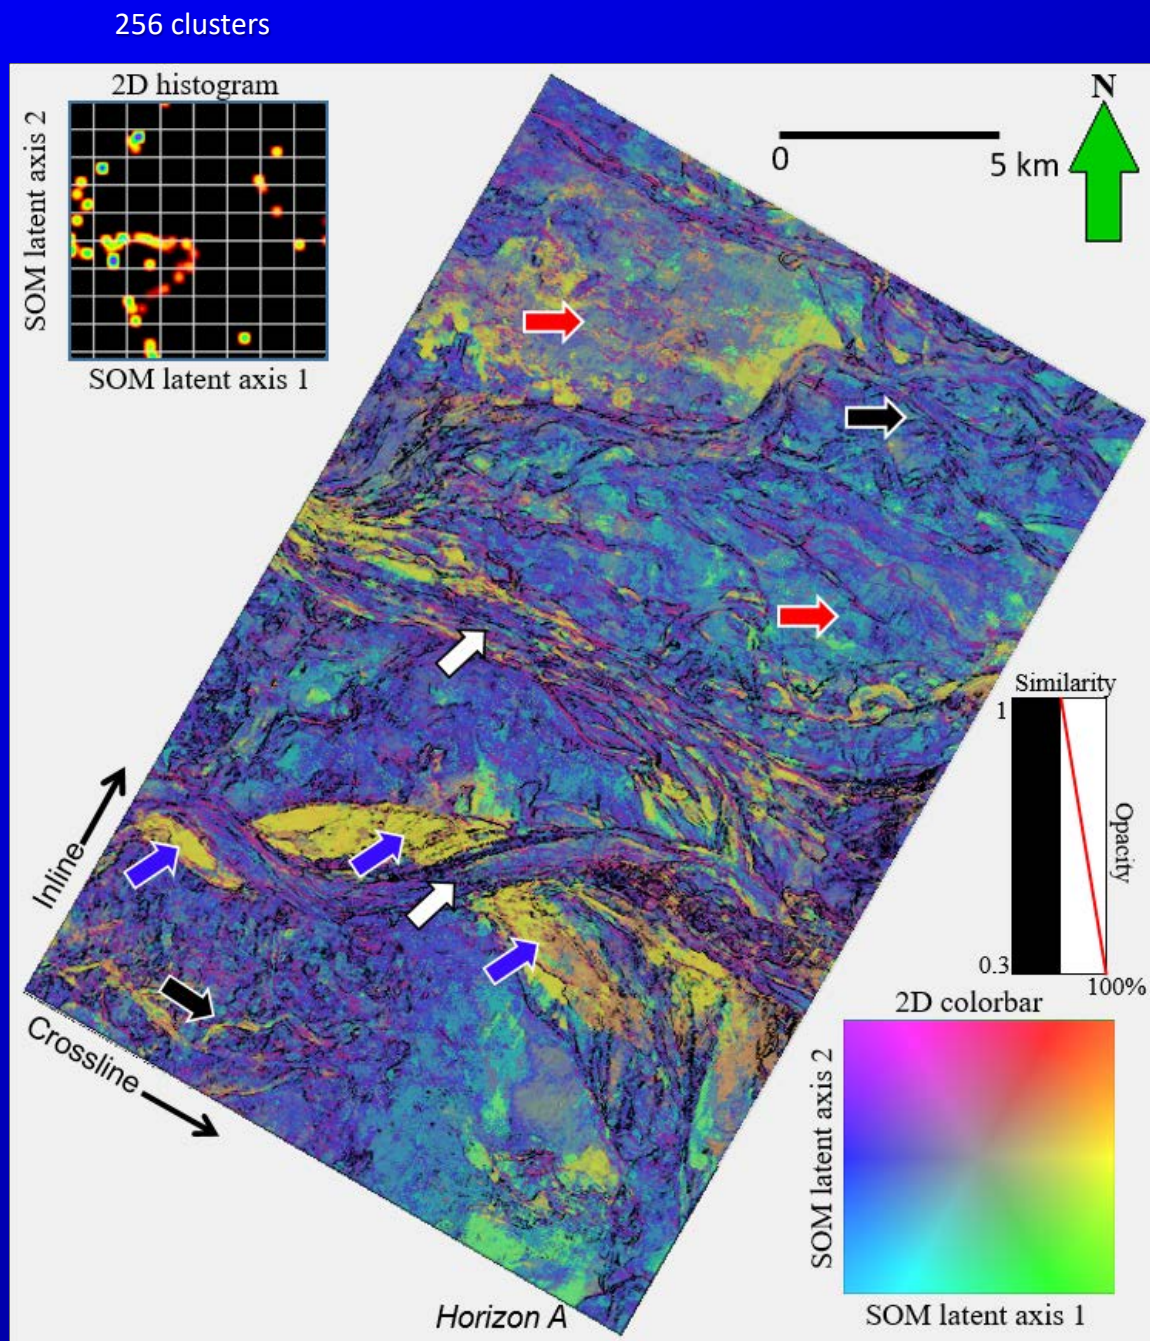 256 clusters
2D histogram
SOM latent axis 2
SOM latent axis 1
N
0
5 km
Similarity
1
Opacity
0.3
100%
Inline
Crossline
2D colorbar
SOM latent axis 2
SOM latent axis 1
Horizon A